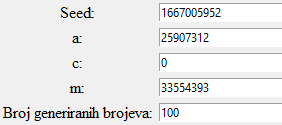 Seed: 1667005952
a: 25907312
c: 0
m: 33554393
Broj generiranih brojeva: 100